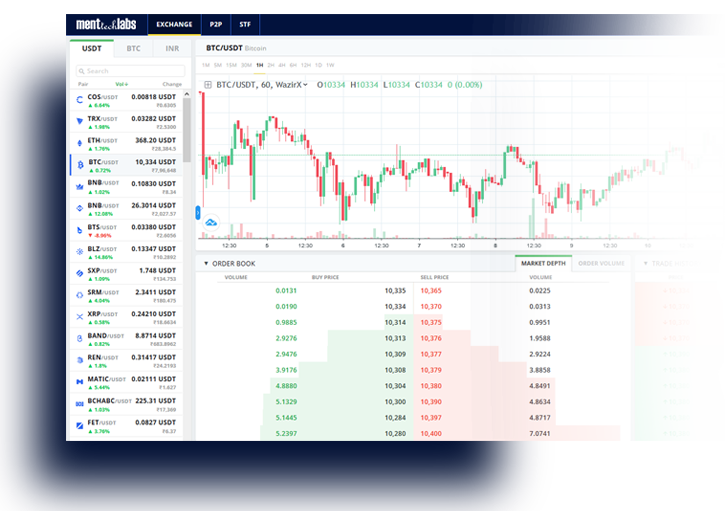 menttech.labs EXCHANGE P2P STF
USDT BTC INR
BTC/USDT Bitcoin
Search
Pair Vol Change
1M 5M 15M 30M 1H 2H 4H 6H 12H 1D 1W
BTC/USDT, 60, WazirX O10334 H10334 L10334 C10334 0 (0.00%)
COS/USDT 0.00818 USDT
▲ 6.64% ₹0.6305
TRX/USDT 0.03282 USDT
▲ 1.98% ₹2.5300
ETH/USDT 368.20 USDT
▲ 1.76%
BTC/USDT 10,334 USDT
▲ 0.72% ₹7,96,648
BNB/USDT 0.10830 USDT
▲ 1.02% ₹8.34
BNB/USDT 26.3014 USDT
▲ 12.08% ₹2,027.57
BTS/USDT 0.03380 USDT
▼ -8.96% ₹2.6056
BLZ/USDT 0.13347 USDT
▲ 14.86% ₹10.2892
SXP/USDT 1.748 USDT
▲ 1.09% ₹134.753
SRM/USDT 2.3411 USDT
▲ 4.04% ₹180.475
XRP/USDT 0.24210 USDT
▲ 0.58% ₹18.6634
BAND/USDT 8.8714 USDT
▲ 0.82% ₹683.8962
REN/USDT 0.31417 USDT
▲ 1.8% ₹24.2193
MATIC/USDT 0.02111 USDT
▲ 5.44% ₹1.627
BCHABC/USDT 225.31 USDT
▲ 1.03% ₹17,369
FET/USDT 0.0827 USDT
▲ 3.76% ₹6.37
12:30 5 12:30 6 12:30 7 12:30 8 12:30 9 12:30 10
▼ ORDER BOOK MARKET DEPTH ORDER VOLUME ▼
VOLUME BUY PRICE SELL PRICE VOLUME
0.0131 10,335 10,365 0.0225
0.0190 10,334 10,370 0.0313
0.9885 10,314 10,375 0.9951
2.9276 10,313 10,376 1.9588
2.9476 10,309 10,377 2.9224
3.9176 10,308 10,379 3.8858
4.8880 10,304 10,380 4.8491
5.1329 10,300 10,390 4.8634
5.1445 10,284 10,397 4.8717
5.2397 10,280 10,400 7.0741